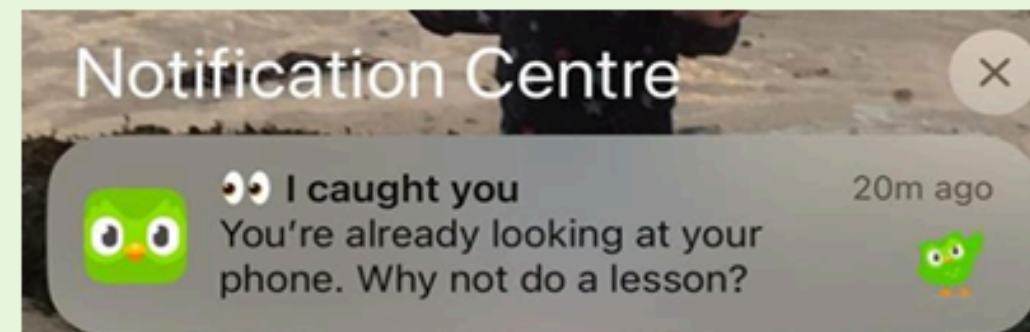 Notification Centre
👀 I caught you
20m ago
You're already looking at your
phone. Why not do a lesson?